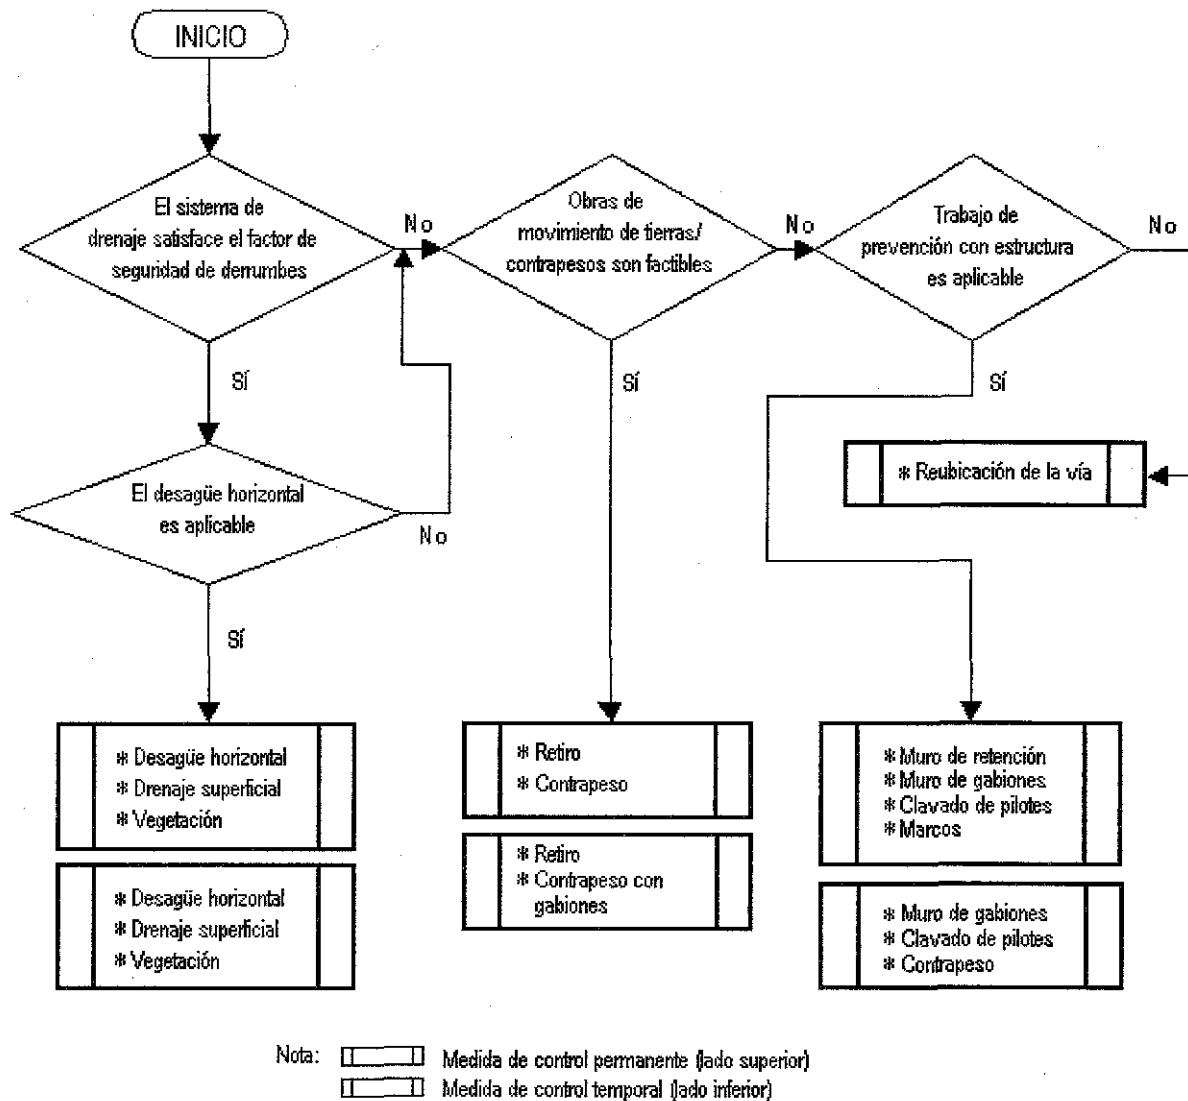 INICIO
El sistema de
drenaje satisface el factor de
seguridad de derrumbes
No
Obras de
movimiento de tierras/
contrapesos son factibles
No
Trabajo de
prevención con estructura
es aplicable
No
Sí
Sí
Sí
El desagüe horizontal
es aplicable
No
* Reubicación de la vía
Sí
* Desagüe horizontal
* Drenaje superficial
* Vegetación
* Retiro
* Contrapeso
* Muro de retención
* Muro de gabiones
* Clavado de pilotes
* Marcos
* Desagüe horizontal
* Drenaje superficial
* Vegetación
* Retiro
* Contrapeso con
gabiones
* Muro de gabiones
* Clavado de pilotes
* Contrapeso
Nota: Medida de control permanente (lado superior)
Medida de control temporal (lado inferior)